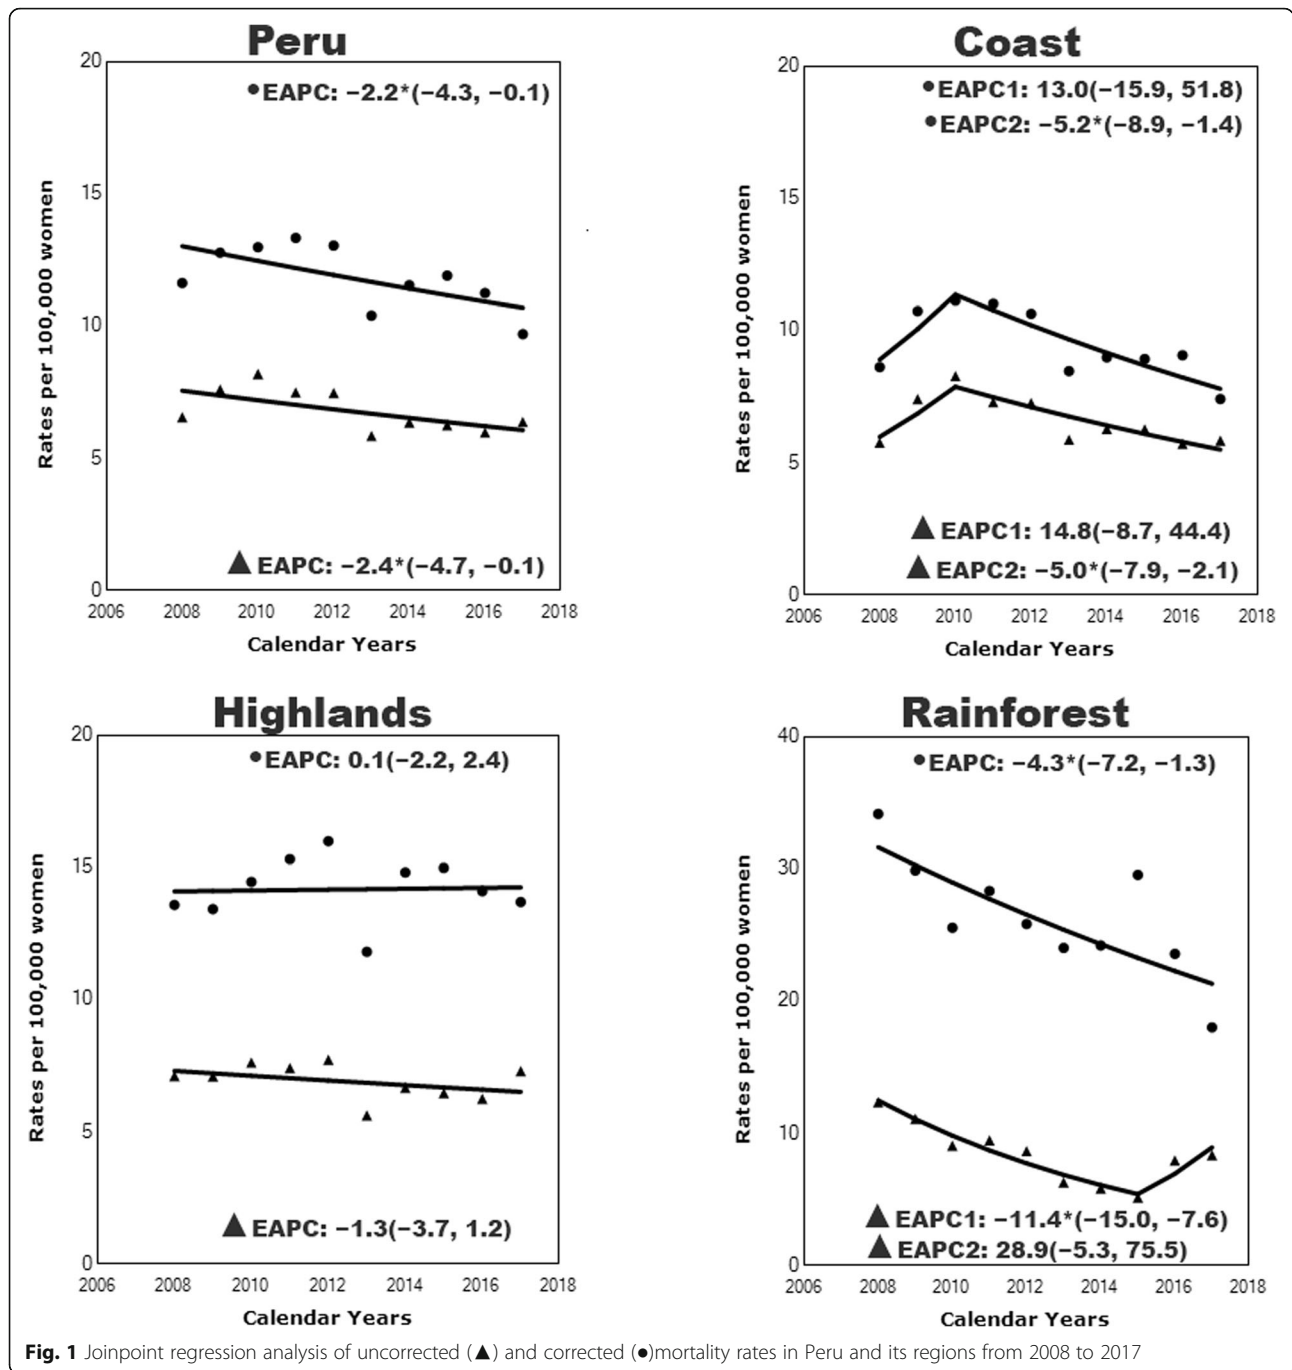 Peru
20
●EAPC: −2.2*(−4.3, −0.1)
15
10
5
0
Rates per 100,000 women
▲EAPC: −2.4*(−4.7, −0.1)
2006 2008 2010 2012 2014 2016 2018
Calendar Years
Coast
20
●EAPC1: 13.0(−15.9, 51.8)
●EAPC2: −5.2*(−8.9, −1.4)
15
10
5
0
Rates per 100,000 women
▲EAPC1: 14.8(−8.7, 44.4)
▲EAPC2: −5.0*(−7.9, −2.1)
2006 2008 2010 2012 2014 2016 2018
Calendar Years
Highlands
20
●EAPC: 0.1(−2.2, 2.4)
15
10
5
0
Rates per 100,000 women
▲EAPC: −1.3(−3.7, 1.2)
2006 2008 2010 2012 2014 2016 2018
Calendar Years
Rainforest
40
●EAPC: −4.3*(−7.2, −1.3)
30
20
10
0
Rates per 100,000 women
▲EAPC1: −11.4*(−15.0, −7.6)
▲EAPC2: 28.9(−5.3, 75.5)
2006 2008 2010 2012 2014 2016 2018
Calendar Years
Fig. 1 Joinpoint regression analysis of uncorrected (▲) and corrected (●)mortality rates in Peru and its regions from 2008 to 2017